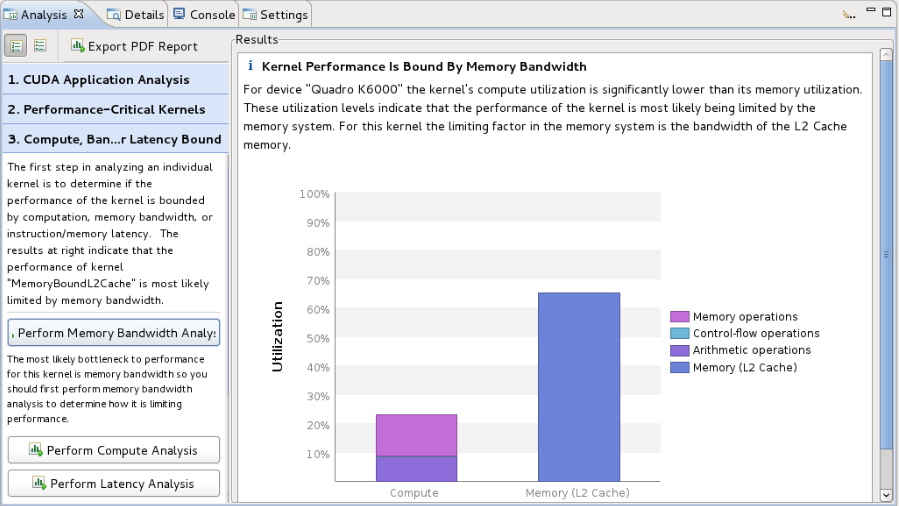 Analysis
Details
Console
Settings
Export PDF Report
1. CUDA Application Analysis
2. Performance-Critical Kernels
3. Compute, Ban...r Latency Bound
The first step in analyzing an individual
kernel is to determine if the
performance of the kernel is bounded
by computation, memory bandwidth, or
instruction/memory latency. The
results at right indicate that the
performance of kernel
"MemoryBoundL2Cache" is most likely
limited by memory bandwidth.
Perform Memory Bandwidth Analys
The most likely bottleneck to performance
for this kernel is memory bandwidth so you
should first perform memory bandwidth
analysis to determine how it is limiting
performance.
Perform Compute Analysis
Perform Latency Analysis
Results
i Kernel Performance Is Bound By Memory Bandwidth
For device "Quadro K6000" the kernel's compute utilization is significantly lower than its memory utilization.
These utilization levels indicate that the performance of the kernel is most likely being limited by the
memory system. For this kernel the limiting factor in the memory system is the bandwidth of the L2 Cache
memory.
100%
90%
80%
70%
60%
50%
40%
30%
20%
10%
Utilization
Compute
Memory (L2 Cache)
Memory operations
Control-flow operations
Arithmetic operations
Memory (L2 Cache)